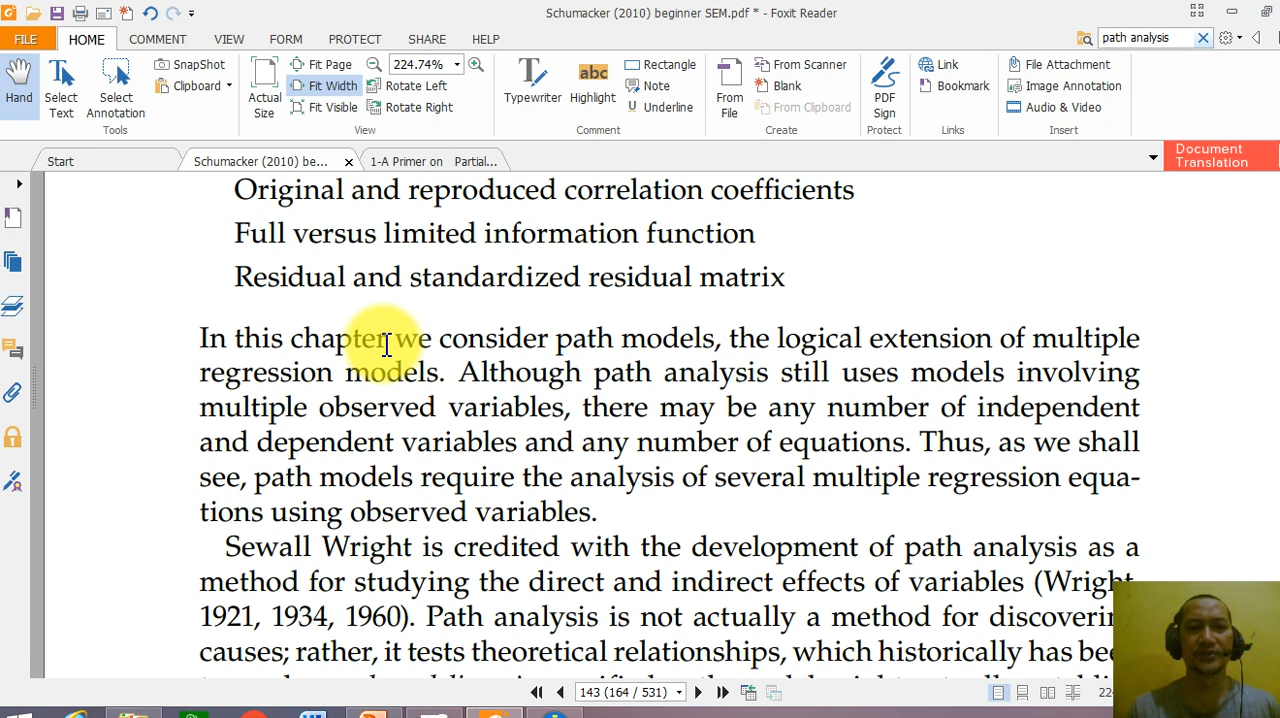 Schumacker (2010) beginner SEM.pdf * - Foxit Reader
FILE HOME COMMENT VIEW FORM PROTECT SHARE HELP path analysis
Hand
Select Text
Select Annotation
SnapShot
Clipboard
Tools
Actual Size
Fit Page
Fit Width
Fit Visible
224.74%
Rotate Left
Rotate Right
View
Typewriter
abc
Highlight
Rectangle
Note
Underline
Comment
From File
From Scanner
Blank
From Clipboard
Create
PDF Sign
Protect
Link
Bookmark
Links
File Attachment
Image Annotation
Audio & Video
Insert
Start
Schumacker (2010) be...
1-A Primer on Partial...
Document Translation
Original and reproduced correlation coefficients
Full versus limited information function
Residual and standardized residual matrix
In this chapter we consider path models, the logical extension of multiple
regression models. Although path analysis still uses models involving
multiple observed variables, there may be any number of independent
and dependent variables and any number of equations. Thus, as we shall
see, path models require the analysis of several multiple regression equa-
tions using observed variables.
Sewall Wright is credited with the development of path analysis as a
method for studying the direct and indirect effects of variables (Wright,
1921, 1934, 1960). Path analysis is not actually a method for discoverin
causes; rather, it tests theoretical relationships, which historically has bee
143 (164 / 531)